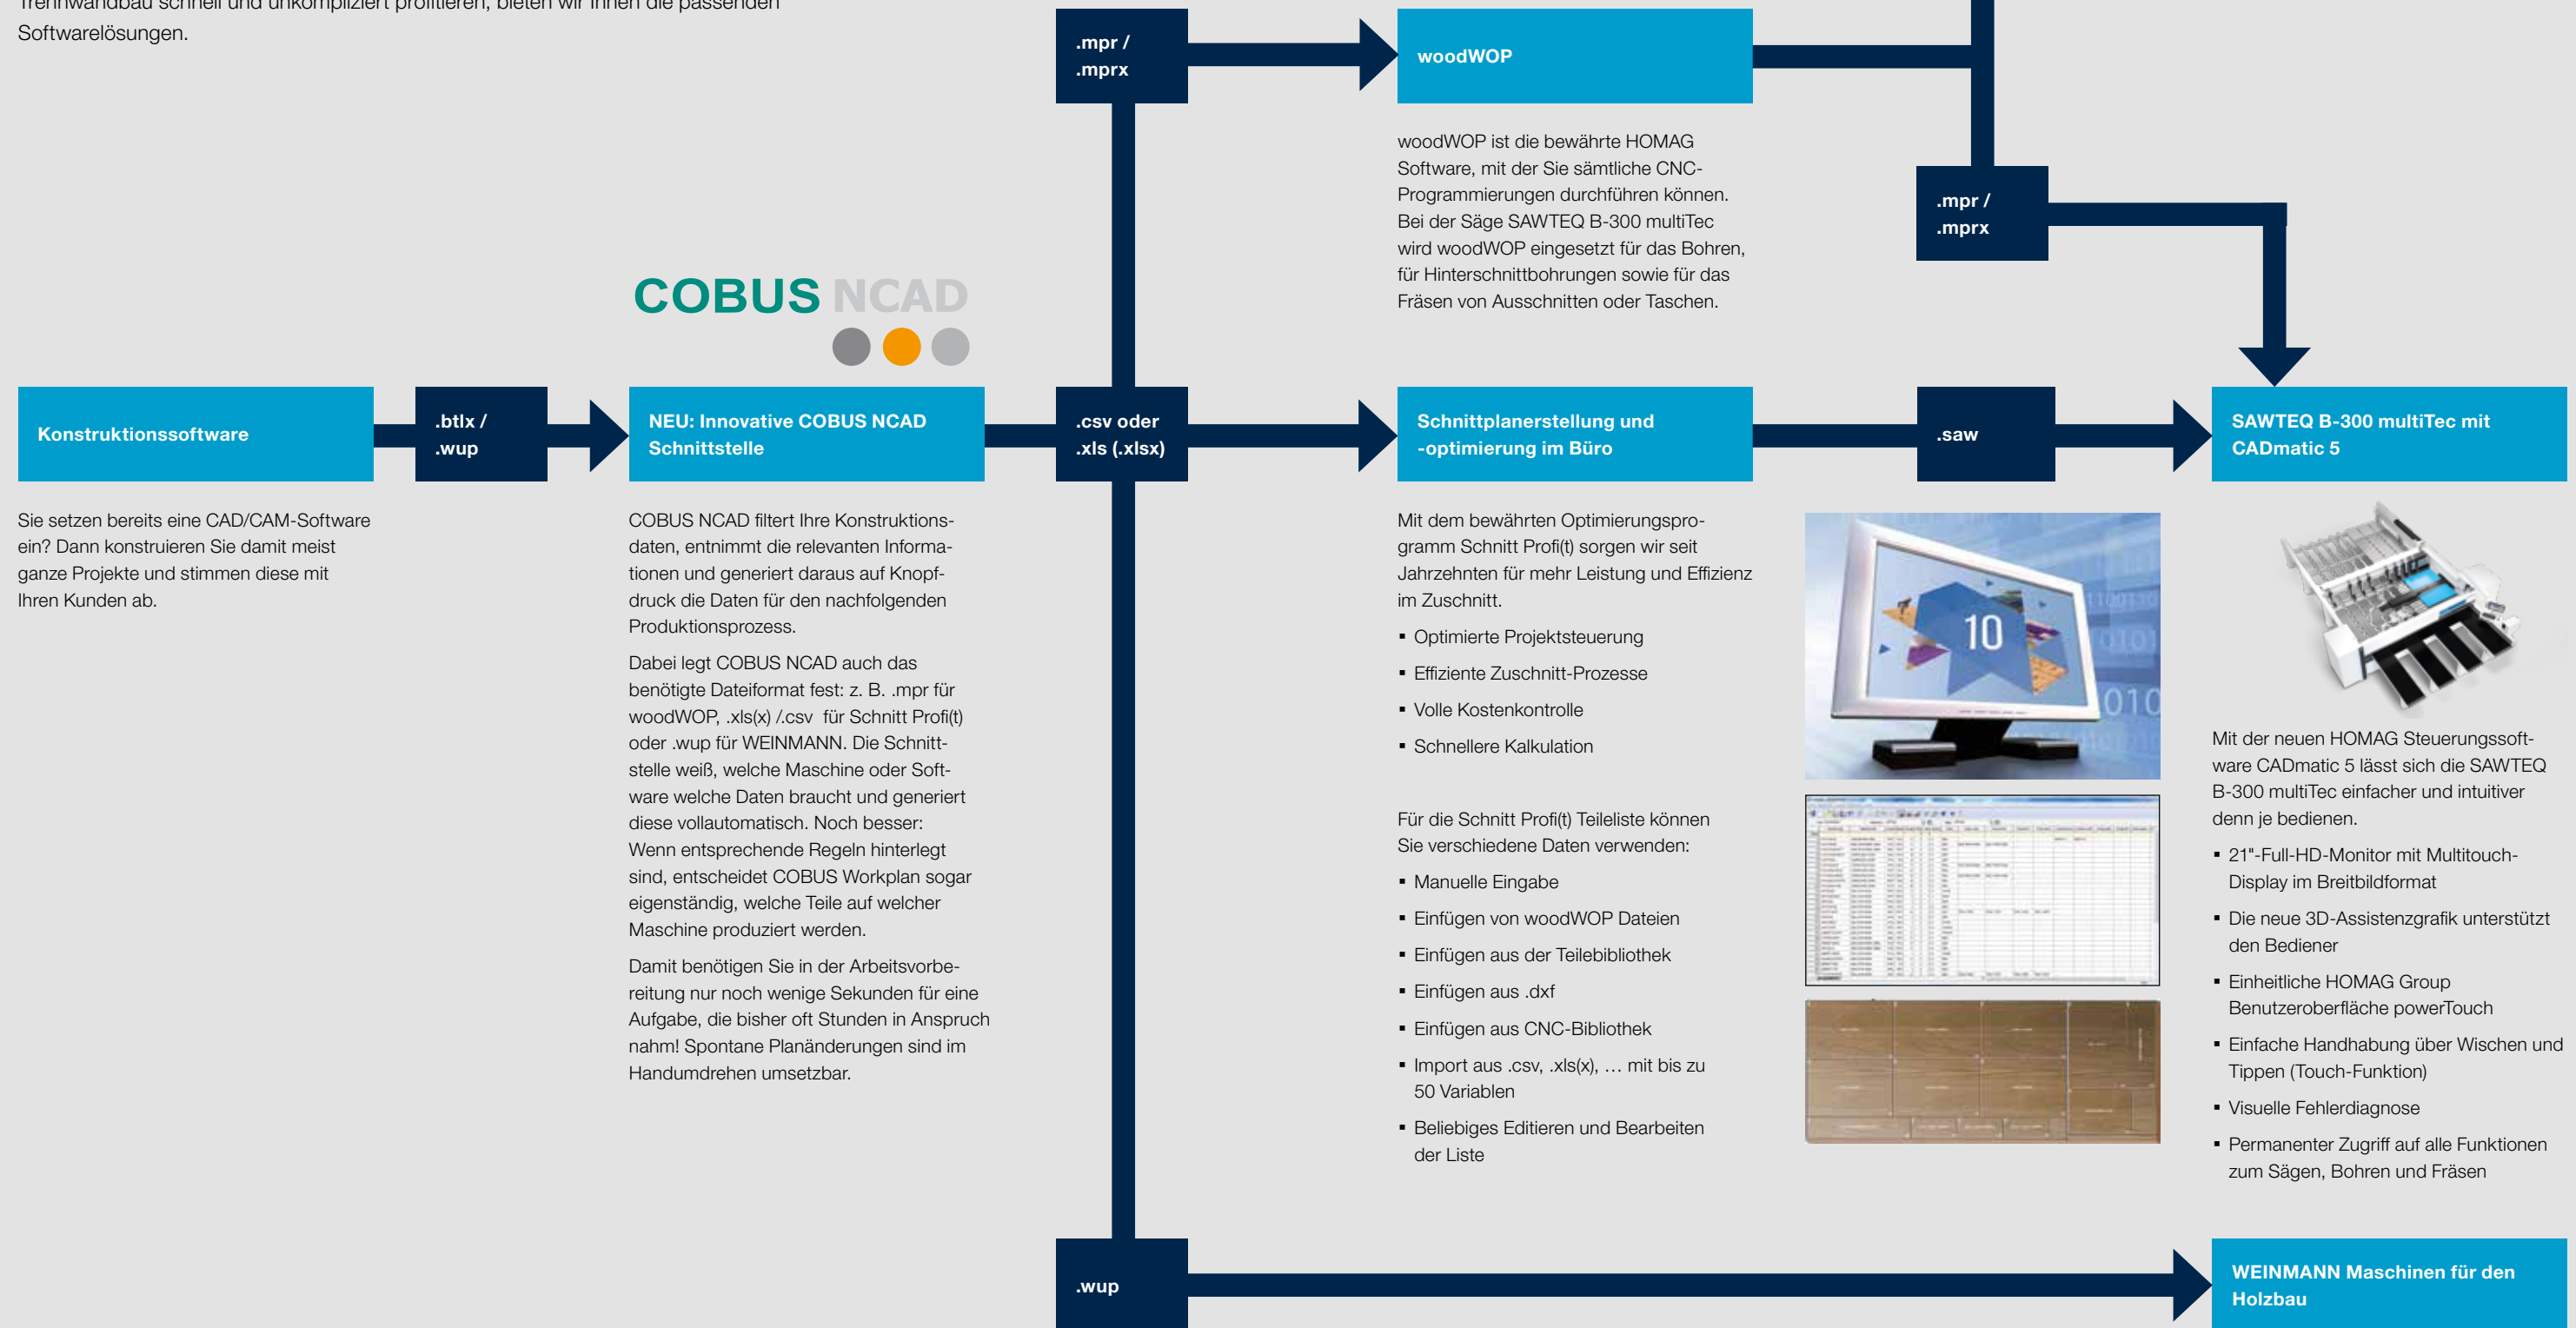 Trennwandbau schnell und unkompliziert profitieren, bieten wir Ihnen die passenden
Softwarelösungen.
.mpr /
.mprx
woodWOP
woodWOP ist die bewährte HOMAG
Software, mit der Sie sämtliche CNC-
Programmierungen durchführen können.
Bei der Säge SAWTEQ B-300 multiTec
wird woodWOP eingesetzt für das Bohren,
für Hinterschnittbohrungen sowie für das
Fräsen von Ausschnitten oder Taschen.
.mpr /
.mprx
COBUS NCAD
Konstruktionssoftware
.btlx /
.wup
NEU: Innovative COBUS NCAD
Schnittstelle
.csv oder
.xls (.xlsx)
Schnittplanerstellung und
-optimierung im Büro
.saw
SAWTEQ B-300 multiTec mit
CADmatic 5
Sie setzen bereits eine CAD/CAM-Software
ein? Dann konstruieren Sie damit meist
ganze Projekte und stimmen diese mit
Ihren Kunden ab.
COBUS NCAD filtert Ihre Konstruktions-
daten, entnimmt die relevanten Informa-
tionen und generiert daraus auf Knopf-
druck die Daten für den nachfolgenden
Produktionsprozess.
Dabei legt COBUS NCAD auch das
benötigte Dateiformat fest: z. B. .mpr für
woodWOP, .xls(x) /.csv für Schnitt Profi(t)
oder .wup für WEINMANN. Die Schnitt-
stelle weiß, welche Maschine oder Soft-
ware welche Daten braucht und generiert
diese vollautomatisch. Noch besser:
Wenn entsprechende Regeln hinterlegt
sind, entscheidet COBUS Workplan sogar
eigenständig, welche Teile auf welcher
Maschine produziert werden.
Damit benötigen Sie in der Arbeitsvorbe-
reitung nur noch wenige Sekunden für eine
Aufgabe, die bisher oft Stunden in Anspruch
nahm! Spontane Planänderungen sind im
Handumdrehen umsetzbar.
Mit dem bewährten Optimierungspro-
gramm Schnitt Profi(t) sorgen wir seit
Jahrzehnten für mehr Leistung und Effizienz
im Zuschnitt.
▪ Optimierte Projektsteuerung
▪ Effiziente Zuschnitt-Prozesse
▪ Volle Kostenkontrolle
▪ Schnellere Kalkulation
Für die Schnitt Profi(t) Teileliste können
Sie verschiedene Daten verwenden:
▪ Manuelle Eingabe
▪ Einfügen von woodWOP Dateien
▪ Einfügen aus der Teilebibliothek
▪ Einfügen aus .dxf
▪ Einfügen aus CNC-Bibliothek
▪ Import aus .csv, .xls(x), … mit bis zu
50 Variablen
▪ Beliebiges Editieren und Bearbeiten
der Liste
10
Mit der neuen HOMAG Steuerungssoft-
ware CADmatic 5 lässt sich die SAWTEQ
B-300 multiTec einfacher und intuitiver
denn je bedienen.
▪ 21"-Full-HD-Monitor mit Multitouch-
Display im Breitbildformat
▪ Die neue 3D-Assistenzgrafik unterstützt
den Bediener
▪ Einheitliche HOMAG Group
Benutzeroberfläche powerTouch
▪ Einfache Handhabung über Wischen und
Tippen (Touch-Funktion)
▪ Visuelle Fehlerdiagnose
▪ Permanenter Zugriff auf alle Funktionen
zum Sägen, Bohren und Fräsen
.wup
WEINMANN Maschinen für den
Holzbau